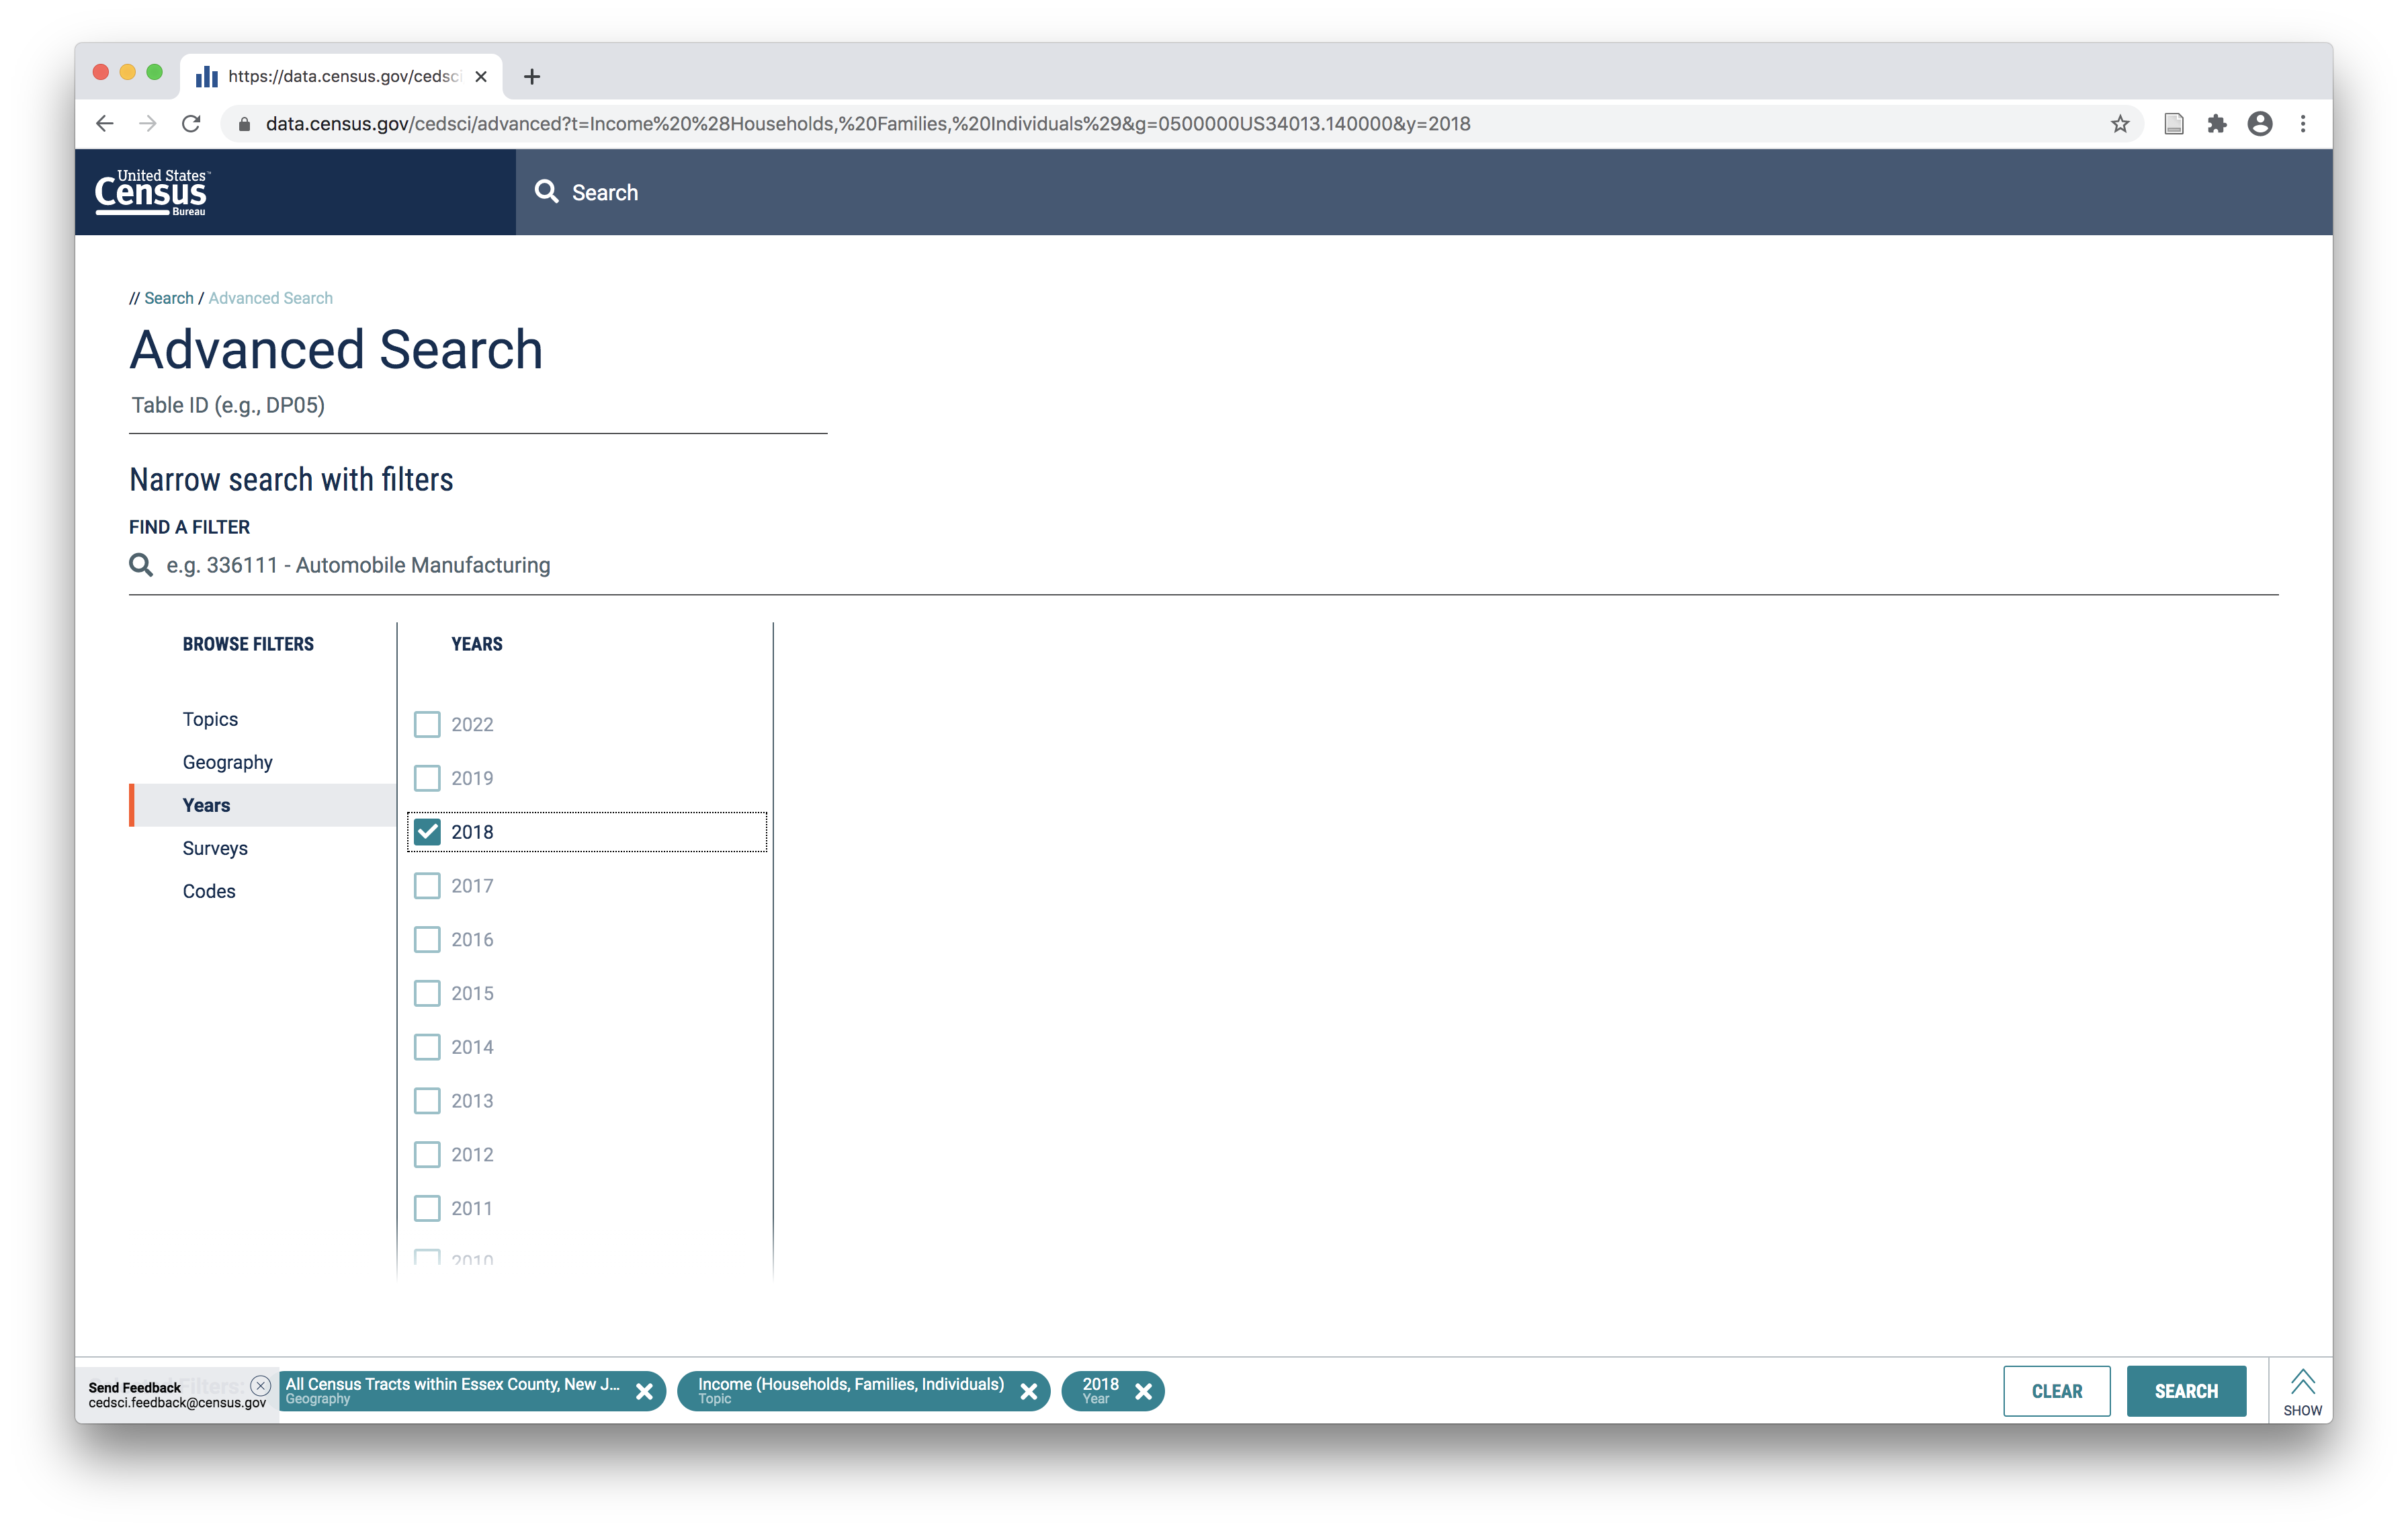 https://data.census.gov/cedsci
data.census.gov/cedsci/advanced?t=Income%20%28Households,%20Families,%20Individuals%29&g=0500000US34013.140000&y=2018
United States™
Census
Bureau
Search
// Search / Advanced Search
Advanced Search
Table ID (e.g., DP05)
Narrow search with filters
FIND A FILTER
e.g. 336111 - Automobile Manufacturing
BROWSE FILTERS
Topics
Geography
Years
Surveys
Codes
YEARS
2022
2019
2018
2017
2016
2015
2014
2013
2012
2011
2010
Filters:
Send Feedback
cedsci.feedback@census.gov
All Census Tracts within Essex County, New J...
Geography
Income (Households, Families, Individuals)
Topic
2018
Year
CLEAR
SEARCH
SHOW